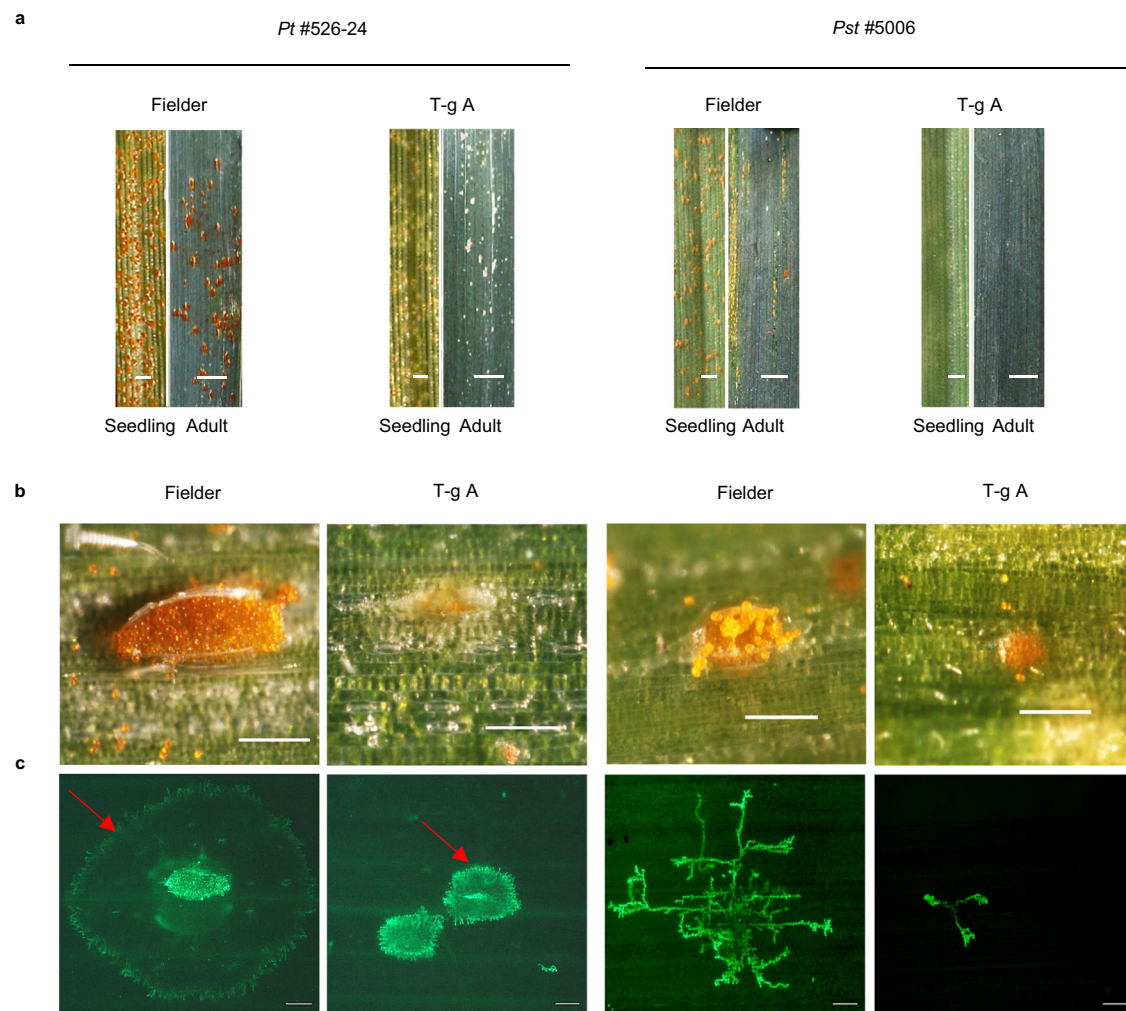 a
Pt #526-24 Pst #5006
Fielder T-g A Fielder T-g A
Seedling Adult Seedling Adult Seedling Adult Seedling Adult
b
Fielder T-g A Fielder T-g A
c